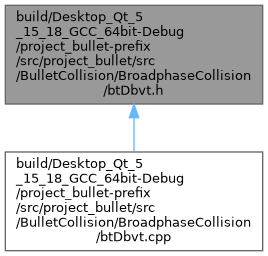 build/Desktop_Qt_5
_15_18_GCC_64bit-Debug
/project_bullet-prefix
/src/project_bullet/src
/BulletCollision/BroadphaseCollision
/btDbvt.h
build/Desktop_Qt_5
_15_18_GCC_64bit-Debug
/project_bullet-prefix
/src/project_bullet/src
/BulletCollision/BroadphaseCollision
/btDbvt.cpp